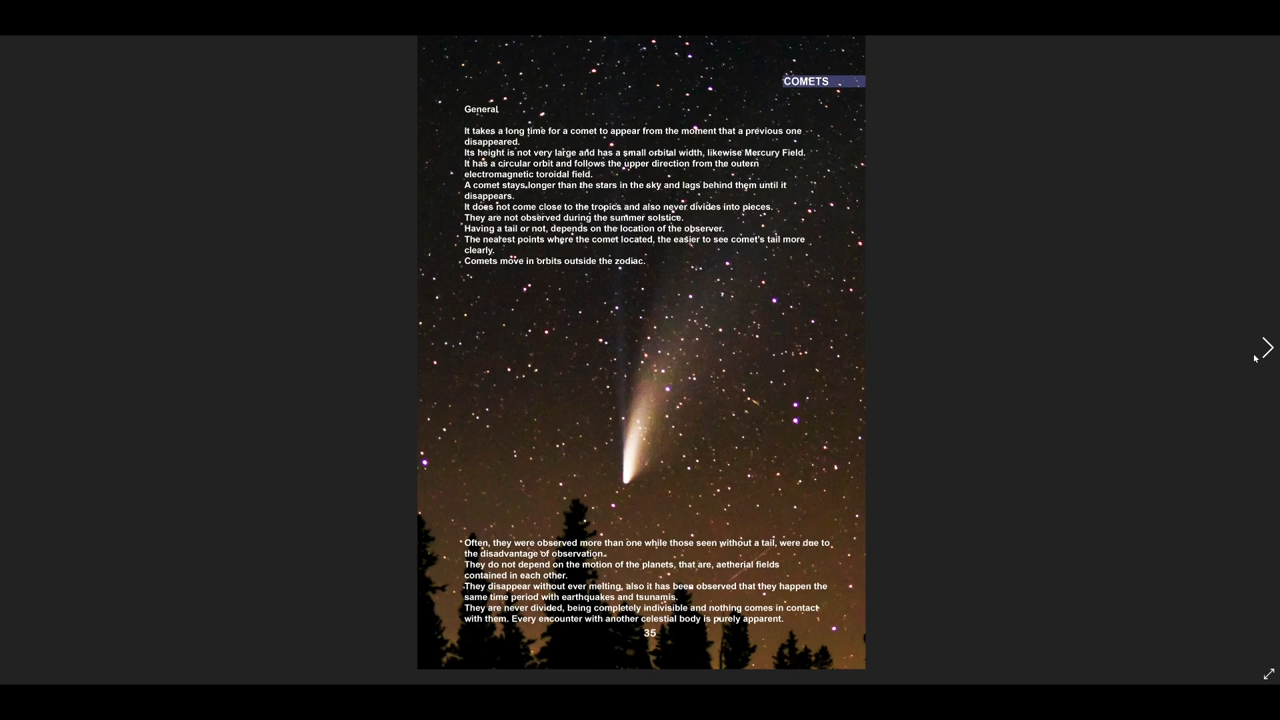 COMETS
General
It takes a long time for a comet to appear from the moment that a previous one
disappeared.
Its height is not very large and has a small orbital width, likewise Mercury Field.
It has a circular orbit and follows the upper direction from the outern
electromagnetic toroidal field.
A comet stays longer than the stars in the sky and lags behind them until it
disappears.
It does not come close to the tropics and also never divides into pieces.
They are not observed during the summer solstice.
Having a tail or not, depends on the location of the observer.
The nearest points where the comet located, the easier to see comet's tail more
clearly.
Comets move in orbits outside the zodiac.
Often, they were observed more than one while those seen without a tail, were due to
the disadvantage of observation.
They do not depend on the motion of the planets, that are, aetherial fields
contained in each other.
They disappear without ever melting, also it has been observed that they happen the
same time period with earthquakes and tsunamis.
They are never divided, being completely indivisible and nothing comes in contact
with them. Every encounter with another celestial body is purely apparent.
35